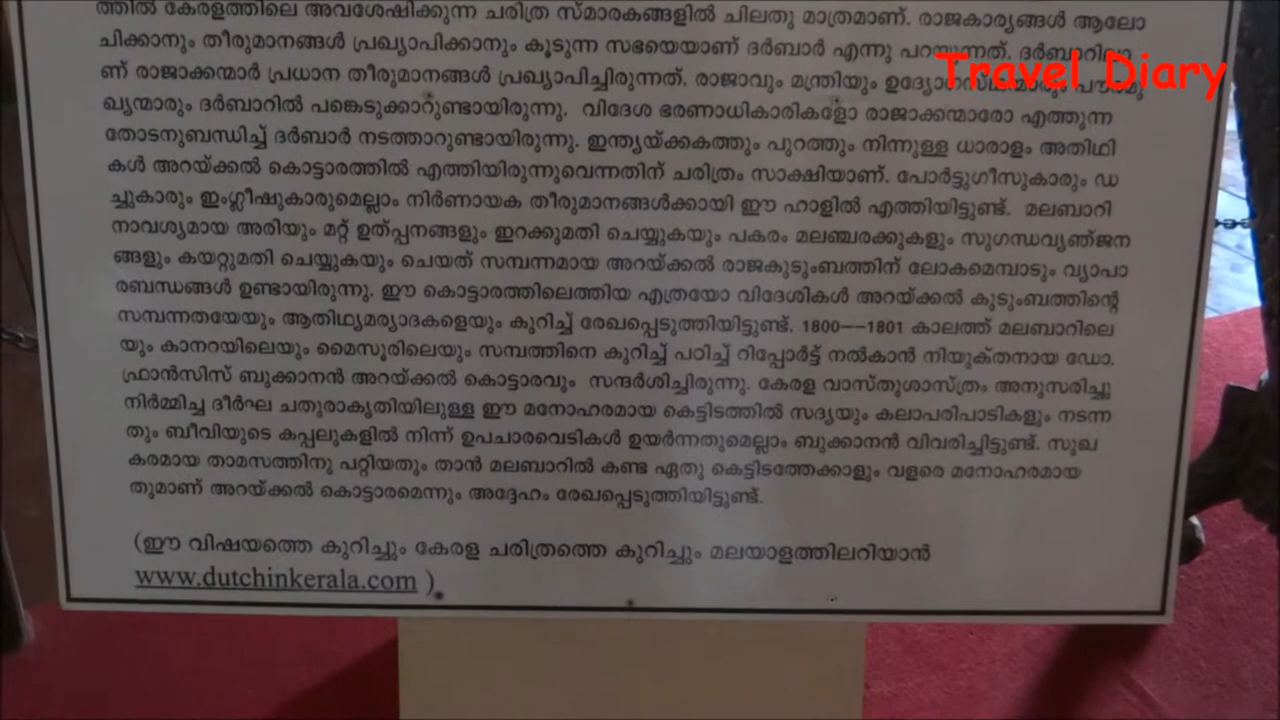 ത്തിൽ കേരളത്തിലെ അവശേഷിക്കുന്ന ചരിത്ര സ്മാരകങ്ങളിൽ ചിലതു മാത്രമാണ്. രാജകാര്യങ്ങൾ ആലോ
ചിക്കാനും തീരുമാനങ്ങൾ പ്രഖ്യാപിക്കാനും കൂടുന്ന സഭയെയാണ് ദർബാർ എന്നു പറയുന്നത്. ദർബാറിലാ
Travel Diary
ണ് രാജാക്കന്മാർ പ്രധാന തീരുമാനങ്ങൾ പ്രഖ്യാപിച്ചിരുന്നത്. രാജാവും മന്ത്രിയും
ഖ്യന്മാരും ദർബാറിൽ പങ്കെടുക്കാറുണ്ടായിരുന്നു. വിദേശ ഭരണാധികാരികളോ രാജാക്കന്മാരോ എത്തുന്ന
തോടനുബന്ധിച്ച് ദർബാർ നടത്താറുണ്ടായിരുന്നു. ഇന്ത്യയ്ക്കകത്തും പുറത്തും നിന്നുള്ള ധാരാളം അതിഥി
കൾ അറയ്ക്കൽ കൊട്ടാരത്തിൽ എത്തിയിരുന്നുവെന്നതിന് ചരിത്രം സാക്ഷിയാണ്. പോർട്ടുഗീസുകാരും ഡ
ച്ചുകാരും ഇംഗ്ലീഷുകാരുമെല്ലാം നിർണായക തീരുമാനങ്ങൾക്കായി ഈ ഹാളിൽ എത്തിയിട്ടുണ്ട്. മലബാറി
നാവശ്യമായ അരിയും മറ്റ് ഉത്പ്പനങ്ങളും ഇറക്കുമതി ചെയ്യുകയും പകരം മലഞ്ചരക്കുകളും സുഗന്ധവ്യഞ്ജന
ങ്ങളും കയറ്റുമതി ചെയ്യുകയും ചെയത് സമ്പന്നമായ അറയ്ക്കൽ രാജകുടുംബത്തിന് ലോകമെമ്പാടും വ്യാപാ
രബന്ധങ്ങൾ ഉണ്ടായിരുന്നു. ഈ കൊട്ടാരത്തിലെത്തിയ എത്രയോ വിദേശികൾ അറയ്ക്കൽ കുടുംബത്തിന്റെ
സമ്പന്നതയേയും ആതിഥ്യമര്യാദകളെയും കുറിച്ച് രേഖപ്പെടുത്തിയിട്ടുണ്ട്. 1800––1801 കാലത്ത് മലബാറിലെ
യും കാനറയിലെയും മൈസൂരിലെയും സമ്പത്തിനെ കുറിച്ച് പഠിച്ച് റിപ്പോർട്ട് നൽകാൻ നിയുക്തനായ ഡോ.
ഫ്രാൻസിസ് ബുക്കാനൻ അറയ്ക്കൽ കൊട്ടാരവും സന്ദർശിച്ചിരുന്നു. കേരള വാസ്തുശാസ്ത്രം അനുസരിച്ചു
നിർമ്മിച്ച ദീർഘ ചതുരാകൃതിയിലുള്ള ഈ മനോഹരമായ കെട്ടിടത്തിൽ സദ്യയും കലാപരിപാടികളും നടന്ന
തും ബീവിയുടെ കപ്പലുകളിൽ നിന്ന് ഉപചാരവെടികൾ ഉയർന്നതുമെല്ലാം ബുക്കാനൻ വിവരിച്ചിട്ടുണ്ട്. സുഖ
കരമായ താമസത്തിനു പറ്റിയതും താൻ മലബാറിൽ കണ്ട ഏതു കെട്ടിടത്തേക്കാളും വളരെ മനോഹരമായ
തുമാണ് അറയ്ക്കൽ കൊട്ടാരമെന്നും അദ്ദേഹം രേഖപ്പെടുത്തിയിട്ടുണ്ട്.
(ഈ വിഷയത്തെ കുറിച്ചും കേരള ചരിത്രത്തെ കുറിച്ചും മലയാളത്തിലറിയാൻ
www.dutchinkerala.com )